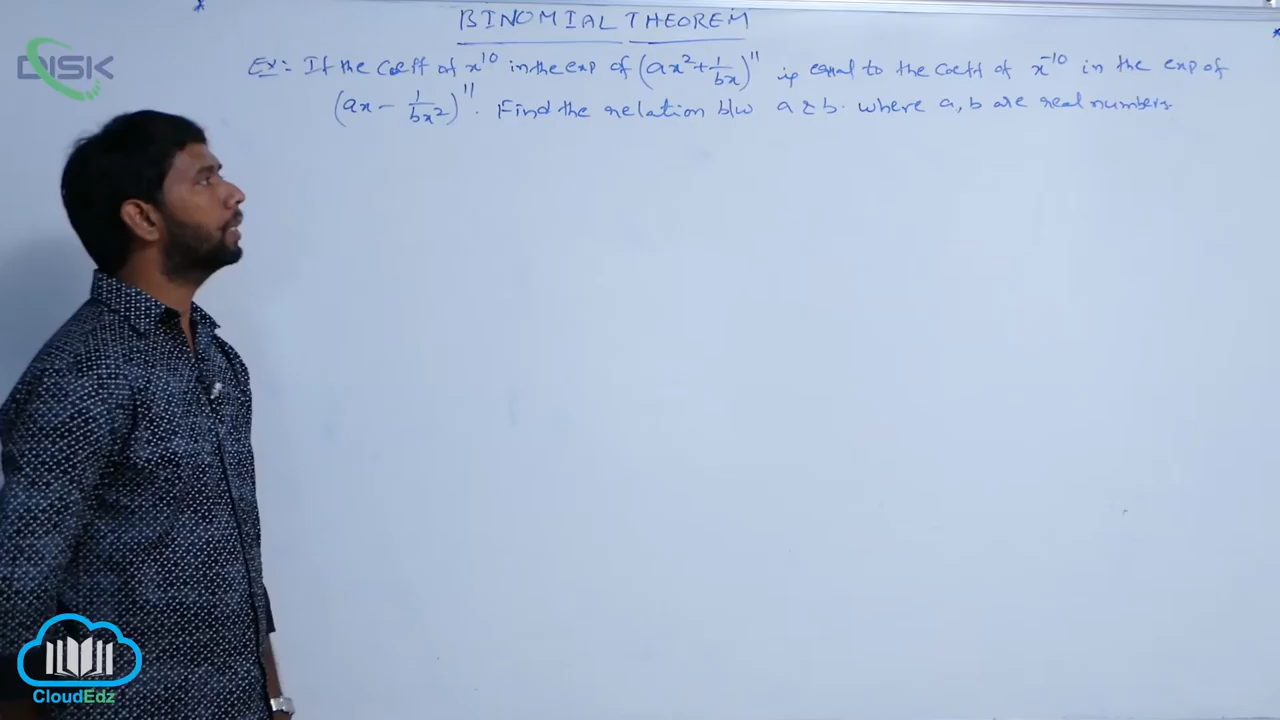 BINOMIAL THEOREM
DISK
Ex:- If the Coeff of x¹⁰ in the exp of (ax² + 1/bx)¹¹ is equal to the Coeff of x⁻¹⁰ in the exp of
(ax - 1/bx²)¹¹. Find the relation b/w a & b. where a, b are real numbers.
CloudEdz